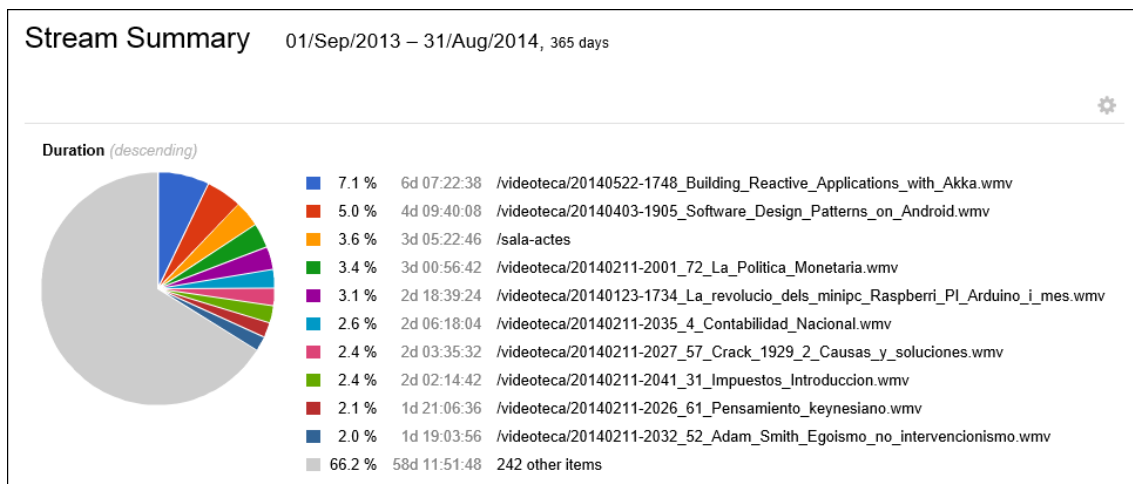 Stream Summary 01/Sep/2013 – 31/Aug/2014, 365 days
Duration (descending)
7.1 % 6d 07:22:38 /videoteca/20140522-1748_Building_Reactive_Applications_with_Akka.wmv
5.0 % 4d 09:40:08 /videoteca/20140403-1905_Software_Design_Patterns_on_Android.wmv
3.6 % 3d 05:22:46 /sala-actes
3.4 % 3d 00:56:42 /videoteca/20140211-2001_72_La_Politica_Monetaria.wmv
3.1 % 2d 18:39:24 /videoteca/20140123-1734_La_revolucio_dels_minipc_Raspberri_PI_Arduino_i_mes.wmv
2.6 % 2d 06:18:04 /videoteca/20140211-2035_4_Contabilidad_Nacional.wmv
2.4 % 2d 03:35:32 /videoteca/20140211-2027_57_Crack_1929_2_Causas_y_soluciones.wmv
2.4 % 2d 02:14:42 /videoteca/20140211-2041_31_Impuestos_Introduccion.wmv
2.1 % 1d 21:06:36 /videoteca/20140211-2026_61_Pensamiento_keynesiano.wmv
2.0 % 1d 19:03:56 /videoteca/20140211-2032_52_Adam_Smith_Egoismo_no_intervencionismo.wmv
66.2 % 58d 11:51:48 242 other items